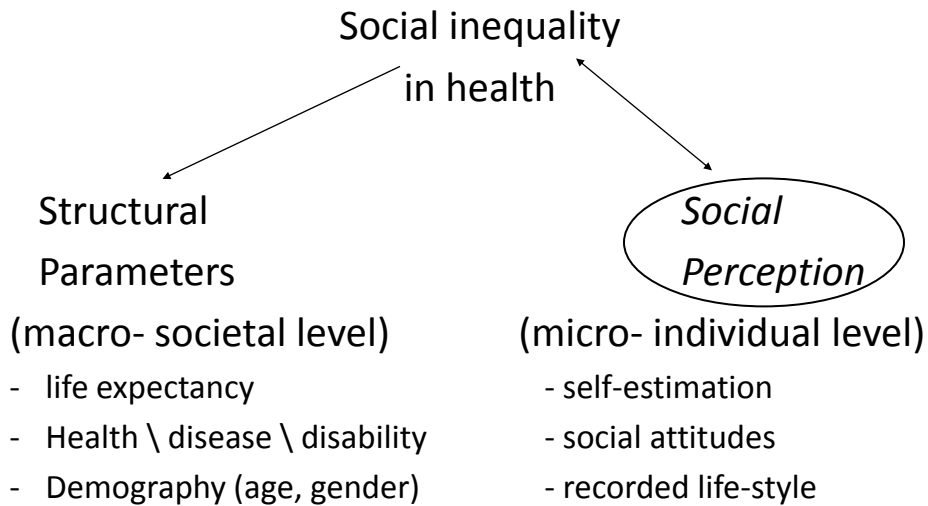 Social inequality
in health
Structural
Parameters
(macro- societal level)
- life expectancy
- Health \ disease \ disability
- Demography (age, gender)
Social
Perception
(micro- individual level)
- self-estimation
- social attitudes
- recorded life-style